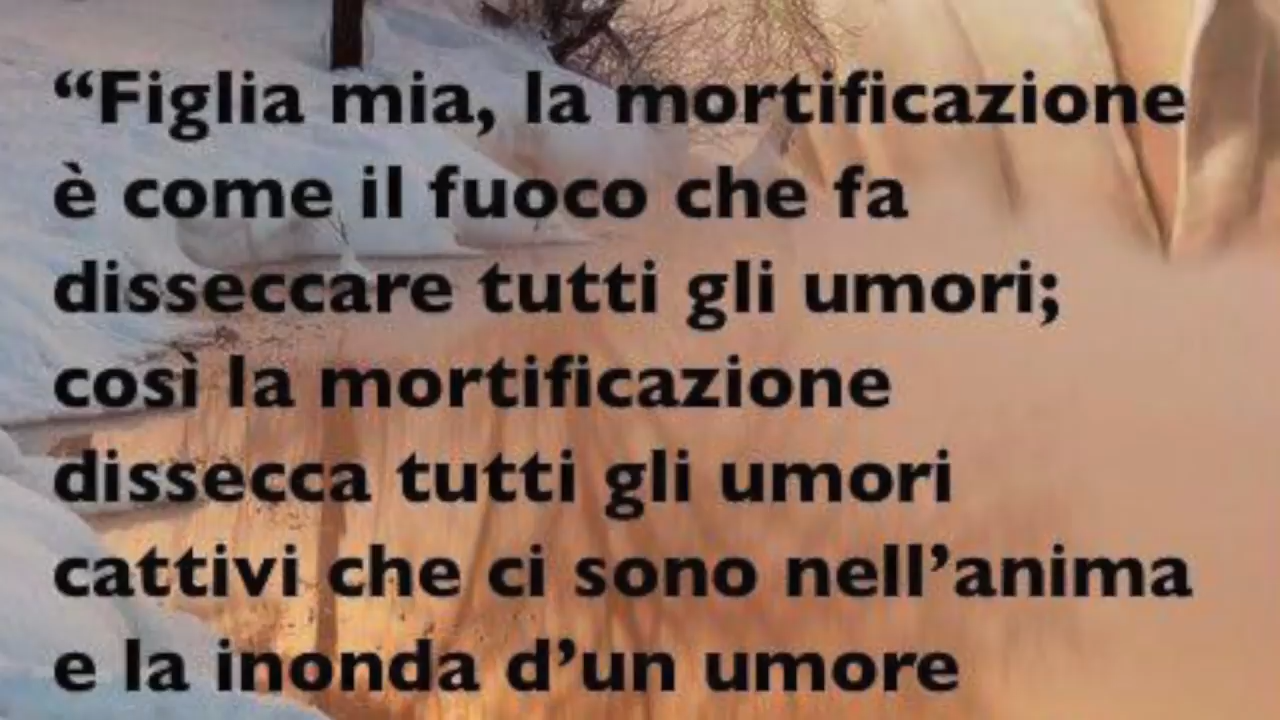 “Figlia mia, la mortificazione
è come il fuoco che fa
disseccare tutti gli umori;
così la mortificazione
dissecca tutti gli umori
cattivi che ci sono nell’anima
e la inonda d’un umore